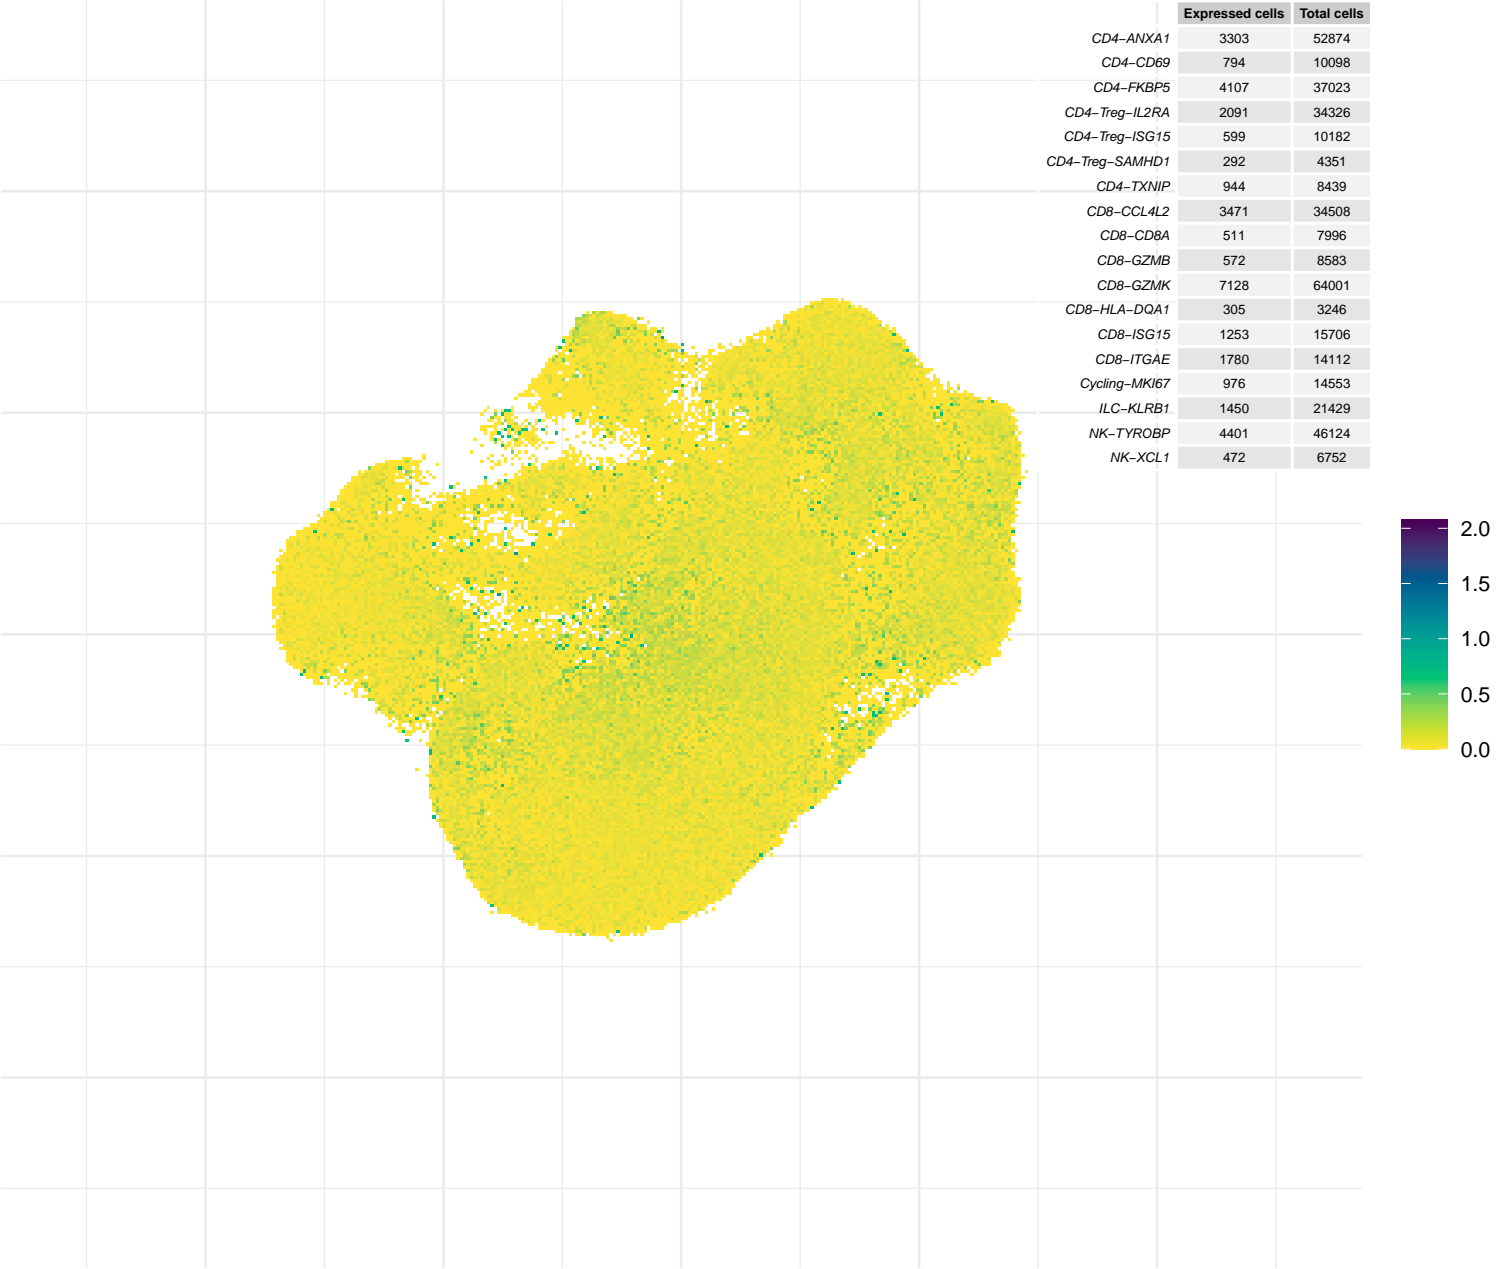 Expressed cells Total cells
CD4−ANXA1 3303 52874
CD4−CD69 794 10098
CD4−FKBP5 4107 37023
CD4−Treg−IL2RA 2091 34326
CD4−Treg−ISG15 599 10182
CD4−Treg−SAMHD1 292 4351
CD4−TXNIP 944 8439
CD8−CCL4L2 3471 34508
CD8−CD8A 511 7996
CD8−GZMB 572 8583
CD8−GZMK 7128 64001
CD8−HLA−DQA1 305 3246
CD8−ISG15 1253 15706
CD8−ITGAE 1780 14112
Cycling−MKI67 976 14553
ILC−KLRB1 1450 21429
NK−TYROBP 4401 46124
NK−XCL1 472 6752
2.0
1.5
1.0
0.5
0.0